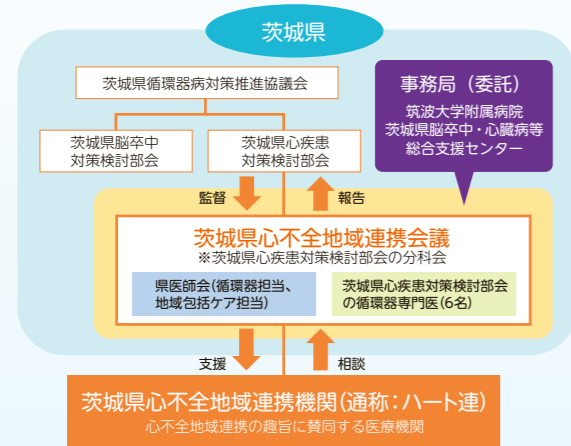 茨城県
茨城県循環器病対策推進協議会
事務局（委託）
筑波大学附属病院
茨城県脳卒中・心臓病等
総合支援センター
茨城県脳卒中
対策検討部会
茨城県心疾患
対策検討部会
監督
報告
茨城県心不全地域連携会議
※茨城県心疾患対策検討部会の分科会
県医師会(循環器担当、
地域包括ケア担当)
茨城県心疾患対策検討部会
の循環器専門医(6名)
支援
相談
茨城県心不全地域連携機関(通称：ハート連)
心不全地域連携の趣旨に賛同する医療機関